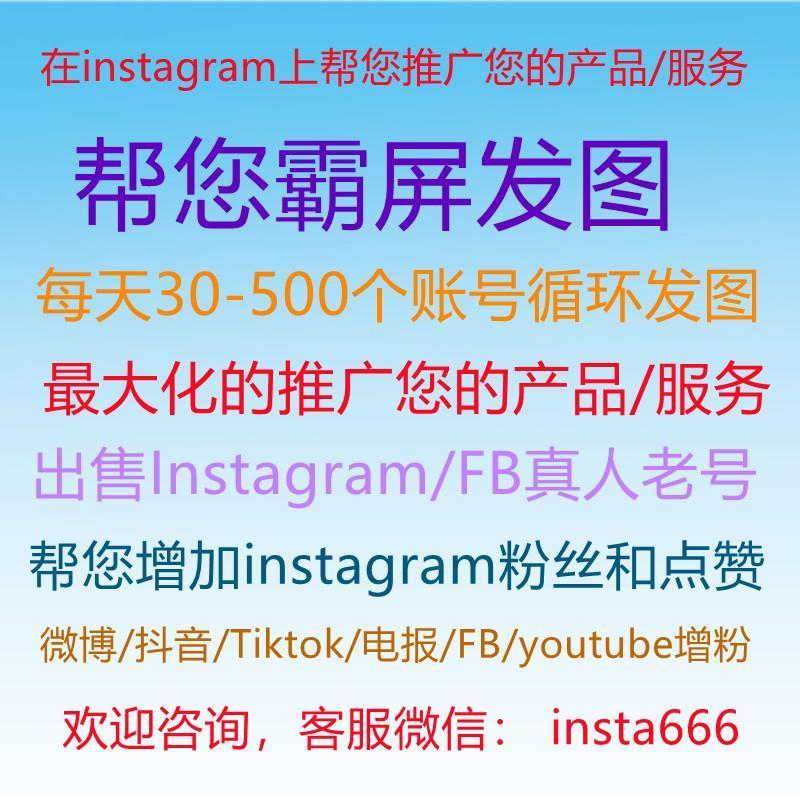 在instagram上帮您推广您的产品/服务
帮您霸屏发图
每天30-500个账号循环发图
最大化的推广您的产品/服务
出售Instagram/FB真人老号
帮您增加instagram粉丝和点赞
微博/抖音/Tiktok/电报/FB/youtube增粉
欢迎咨询，客服微信： insta666